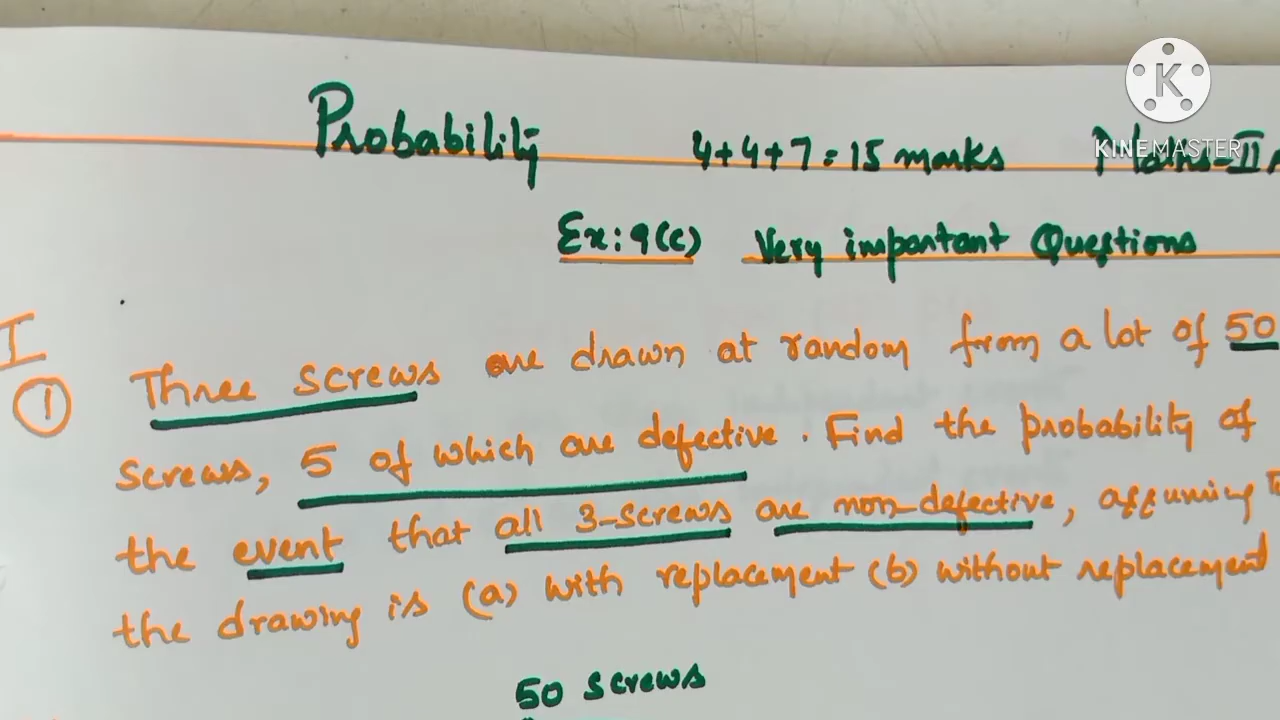 Probability 4+4+7=15 marks Maths-II
KINEMASTER
Ex: 9(c) Very important Questions
I
① Three screws are drawn at random from a lot of 50
screws, 5 of which are defective. Find the probability of
the event that all 3-screws are non-defective, assuming
the drawing is (a) with replacement (b) without replacement
50 screws